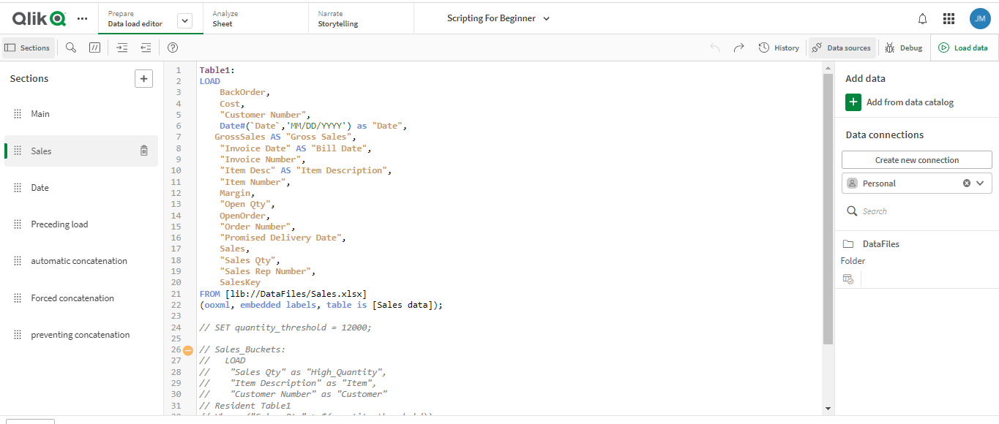 Qlik
Prepare
Data load editor
Analyze
Sheet
Narrate
Storytelling
Scripting For Beginner
JM
Sections
//
?
History
Data sources
Debug
Load data
Sections
+
Main
Sales
Date
Preceding load
automatic concatenation
Forced concatenation
preventing concatenation
1 Table1:
2 LOAD
3 BackOrder,
4 Cost,
5 "Customer Number",
6 Date#(`Date`,'MM/DD/YYYY') as "Date",
7 GrossSales AS "Gross Sales",
8 "Invoice Date" AS "Bill Date",
9 "Invoice Number",
10 "Item Desc" AS "Item Description",
11 "Item Number",
12 Margin,
13 "Open Qty",
14 OpenOrder,
15 "Order Number",
16 "Promised Delivery Date",
17 Sales,
18 "Sales Qty",
19 "Sales Rep Number",
20 SalesKey
21 FROM [lib://DataFiles/Sales.xlsx]
22 (ooxml, embedded labels, table is [Sales data]);
23
24 // SET quantity_threshold = 12000;
25
26 // Sales_Buckets:
27 // LOAD
28 // "Sales Qty" as "High_Quantity",
29 // "Item Description" as "Item",
30 // "Customer Number" as "Customer"
31 // Resident Table1
Add data
+ Add from data catalog
Data connections
Create new connection
Personal
Search
DataFiles
Folder